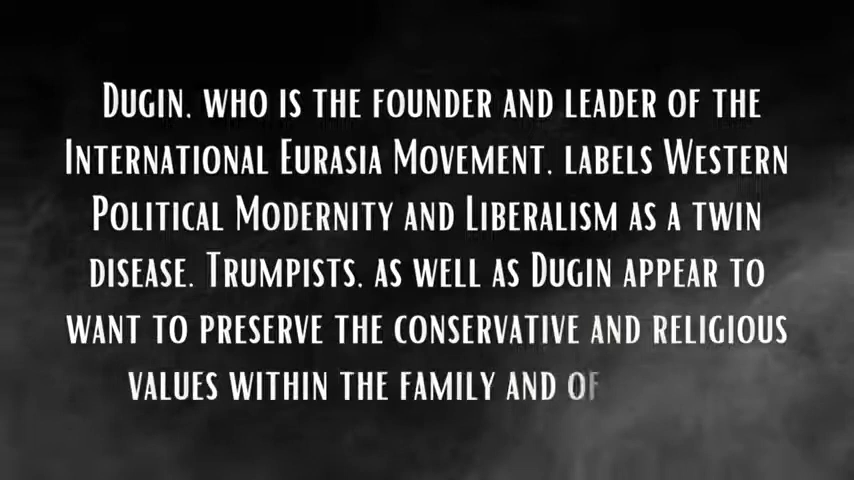 Dugin, who is the founder and leader of the
International Eurasia Movement, labels Western
Political Modernity and Liberalism as a twin
disease. Trumpists, as well as Dugin appear to
want to preserve the conservative and religious
values within the family and of